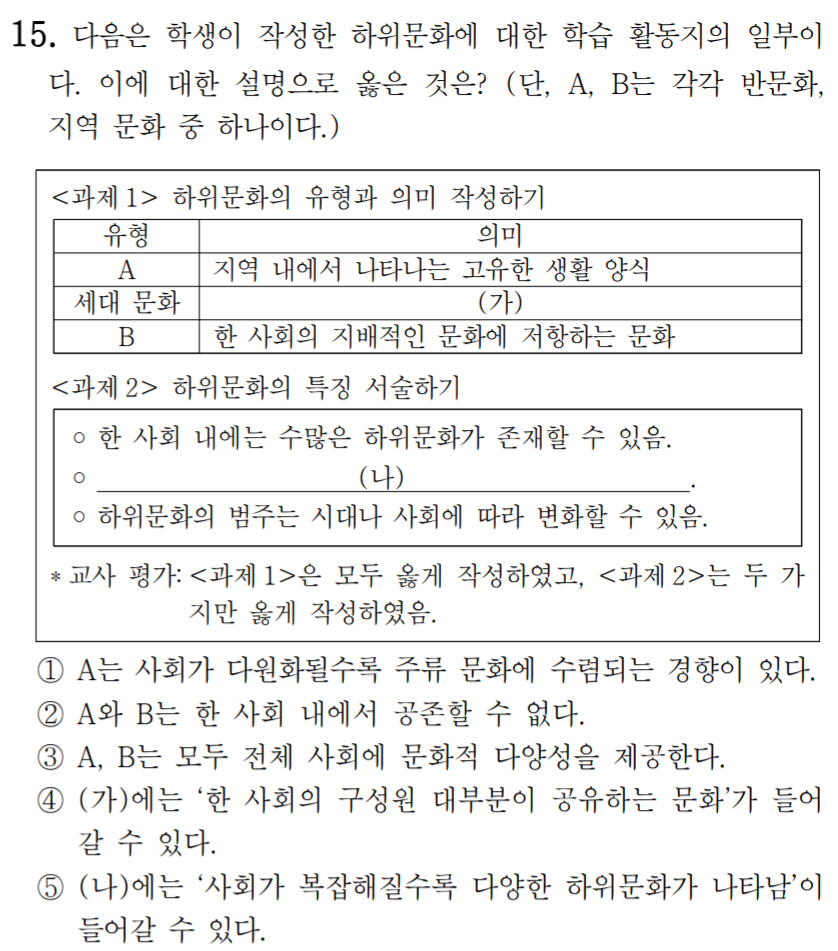 15. 다음은 학생이 작성한 하위문화에 대한 학습 활동지의 일부이
다. 이에 대한 설명으로 옳은 것은? (단, A, B는 각각 반문화,
지역 문화 중 하나이다.)
<과제 1> 하위문화의 유형과 의미 작성하기
유형 의미
A 지역 내에서 나타나는 고유한 생활 양식
세대 문화 (가)
B 한 사회의 지배적인 문화에 저항하는 문화
<과제 2> 하위문화의 특징 서술하기
○ 한 사회 내에는 수많은 하위문화가 존재할 수 있음.
○ (나) .
○ 하위문화의 범주는 시대나 사회에 따라 변화할 수 있음.
* 교사 평가: <과제 1>은 모두 옳게 작성하였고, <과제 2>는 두 가
지만 옳게 작성하였음.
① A는 사회가 다원화될수록 주류 문화에 수렴되는 경향이 있다.
② A와 B는 한 사회 내에서 공존할 수 없다.
③ A, B는 모두 전체 사회에 문화적 다양성을 제공한다.
④ (가)에는 ‘한 사회의 구성원 대부분이 공유하는 문화’가 들어
갈 수 있다.
⑤ (나)에는 ‘사회가 복잡해질수록 다양한 하위문화가 나타남’이
들어갈 수 있다.